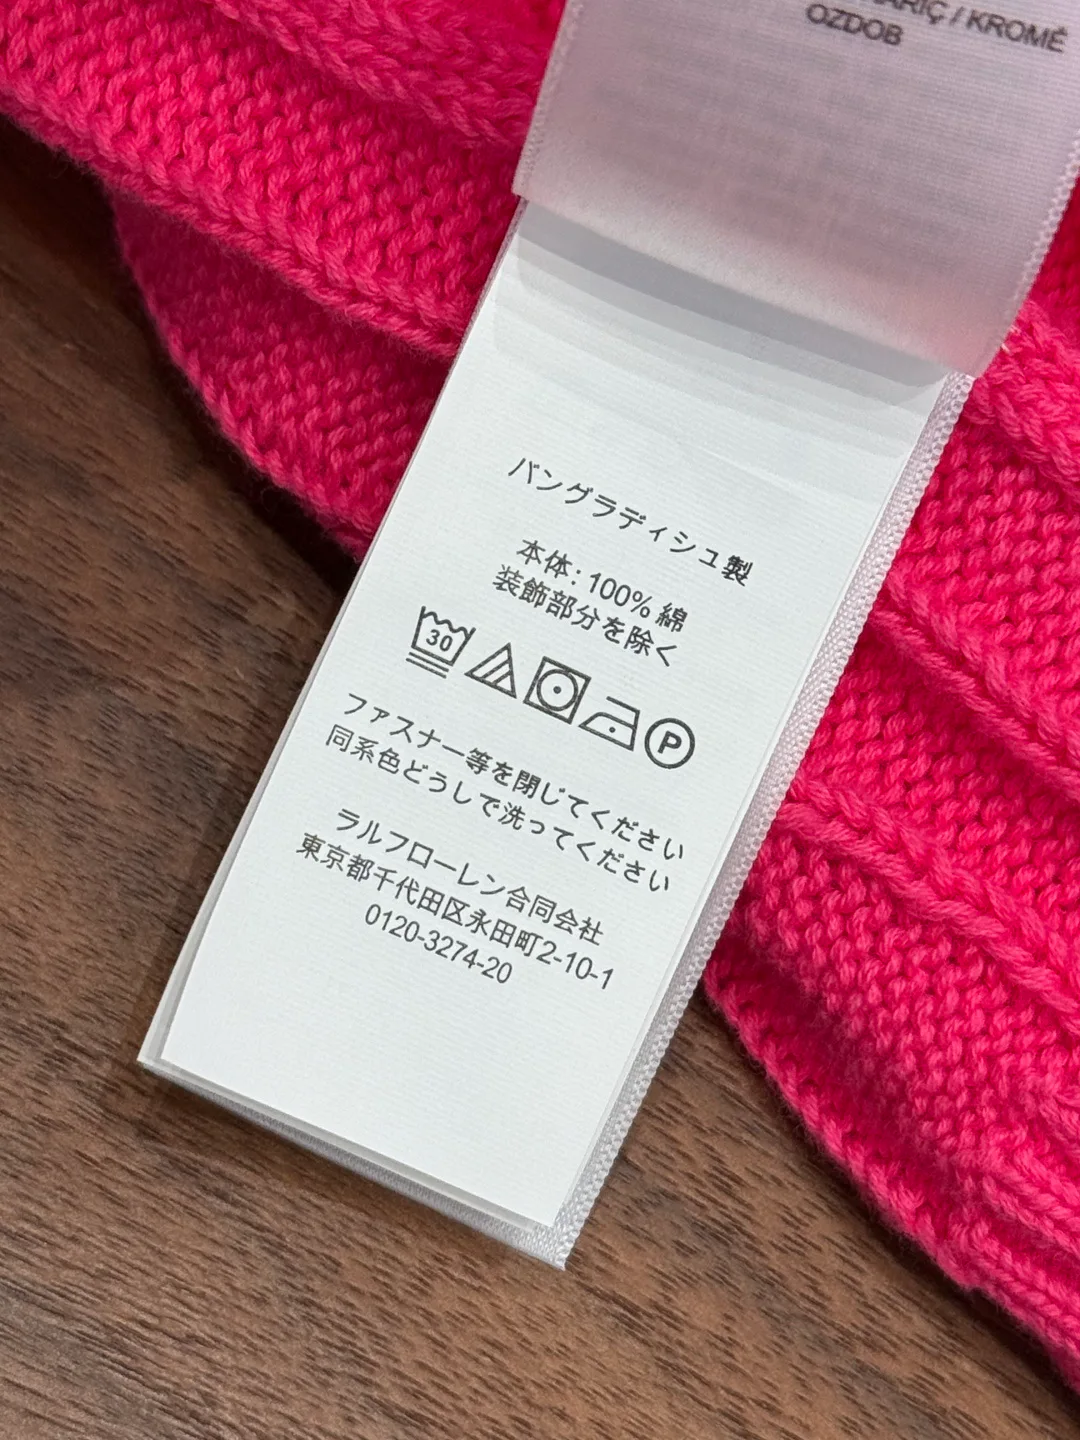 / KROMĚ
OZDOB
バングラディシュ製
本体: 100% 綿
装飾部分を除く
30 P
ファスナー等を閉じてください
同系色どうしで洗ってください
ラルフローレン合同会社
東京都千代田区永田町2-10-1
0120-3274-20